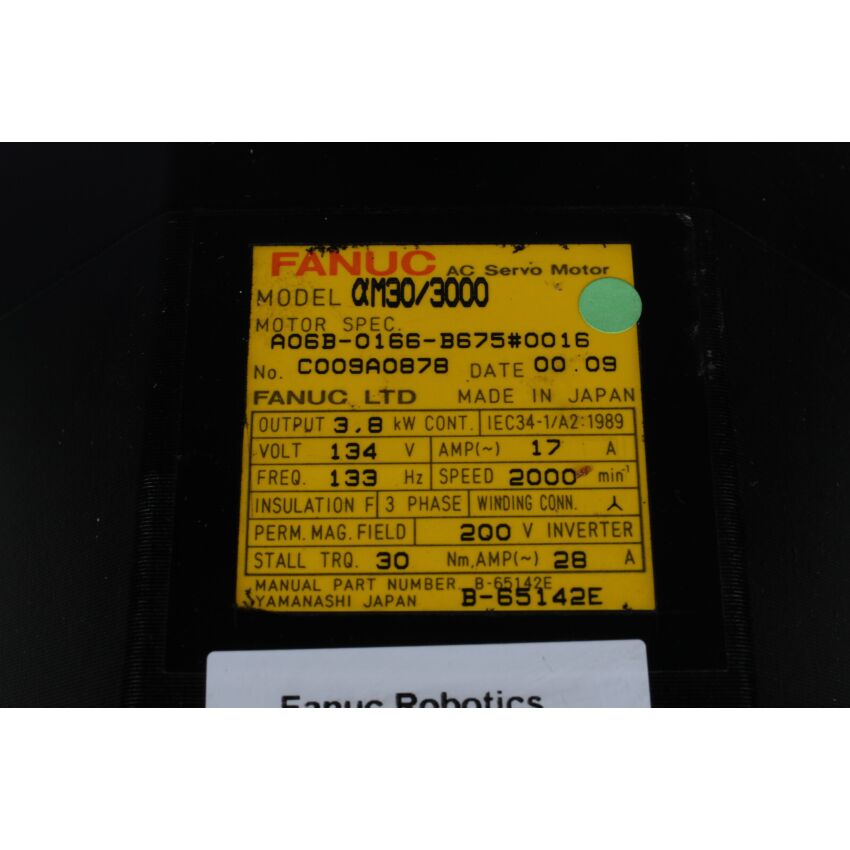 FANUC AC Servo Motor
MODEL αM30/3000
MOTOR SPEC.
A06B-0166-B675#0016
No. C009A0878 DATE 00.09
FANUC LTD MADE IN JAPAN
OUTPUT 3.8 kW CONT. IEC34-1/A2:1989
VOLT 134 V AMP(~) 17 A
FREQ. 133 Hz SPEED 2000 min⁻¹
INSULATION F 3 PHASE WINDING CONN.
PERM.MAG.FIELD 200 V INVERTER
STALL TRQ. 30 Nm,AMP(~) 28 A
MANUAL PART NUMBER B-65142E
YAMANASHI JAPAN B-65142E
Fanuc Robotics